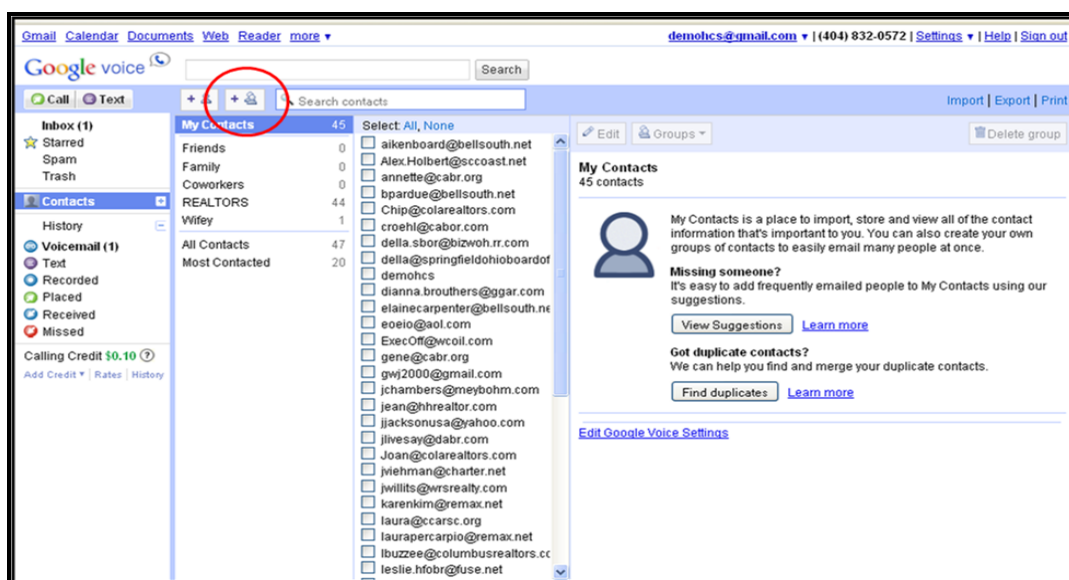 Gmail Calendar Documents Web Reader more ▼
demohcs@gmail.com ▼ | (404) 832-0572 | Settings ▼ | Help | Sign out
Google voice
Search
Call Text
+ +
Search contacts
Import | Export | Print
Inbox (1)
Starred
Spam
Trash
Contacts +
History −
Voicemail (1)
Text
Recorded
Placed
Received
Missed
Calling Credit $0.10 ?
Add Credit ▼ | Rates | History
My Contacts 45
Friends 0
Family 0
Coworkers 0
REALTORS 44
Wifey 1
All Contacts 47
Most Contacted 20
Select: All, None
aikenboard@bellsouth.net
Alex.Holbert@sccoast.net
annette@cabr.org
bpardue@bellsouth.net
Chip@colarealtors.com
croehl@cabor.com
della.sbor@bizwoh.rr.com
della@springfieldohioboardof
demohcs
dianna.brouthers@ggar.com
elainecarpenter@bellsouth.ne
eoeio@aol.com
ExecOff@wcoil.com
gene@cabr.org
gwj2000@gmail.com
jchambers@meybohm.com
jean@hhrealtor.com
jjacksonusa@yahoo.com
jlivesay@dabr.com
Joan@colarealtors.com
jviehman@charter.net
jwillits@wrsrealty.com
karenkim@remax.net
laura@ccarsc.org
laurapercarpio@remax.net
lbuzzee@columbusrealtors.cc
leslie.hfobr@fuse.net
Edit Groups ▼ Delete group
My Contacts
45 contacts
My Contacts is a place to import, store and view all of the contact
information that's important to you. You can also create your own
groups of contacts to easily email many people at once.
Missing someone?
It's easy to add frequently emailed people to My Contacts using our
suggestions.
View Suggestions Learn more
Got duplicate contacts?
We can help you find and merge your duplicate contacts.
Find duplicates Learn more
Edit Google Voice Settings